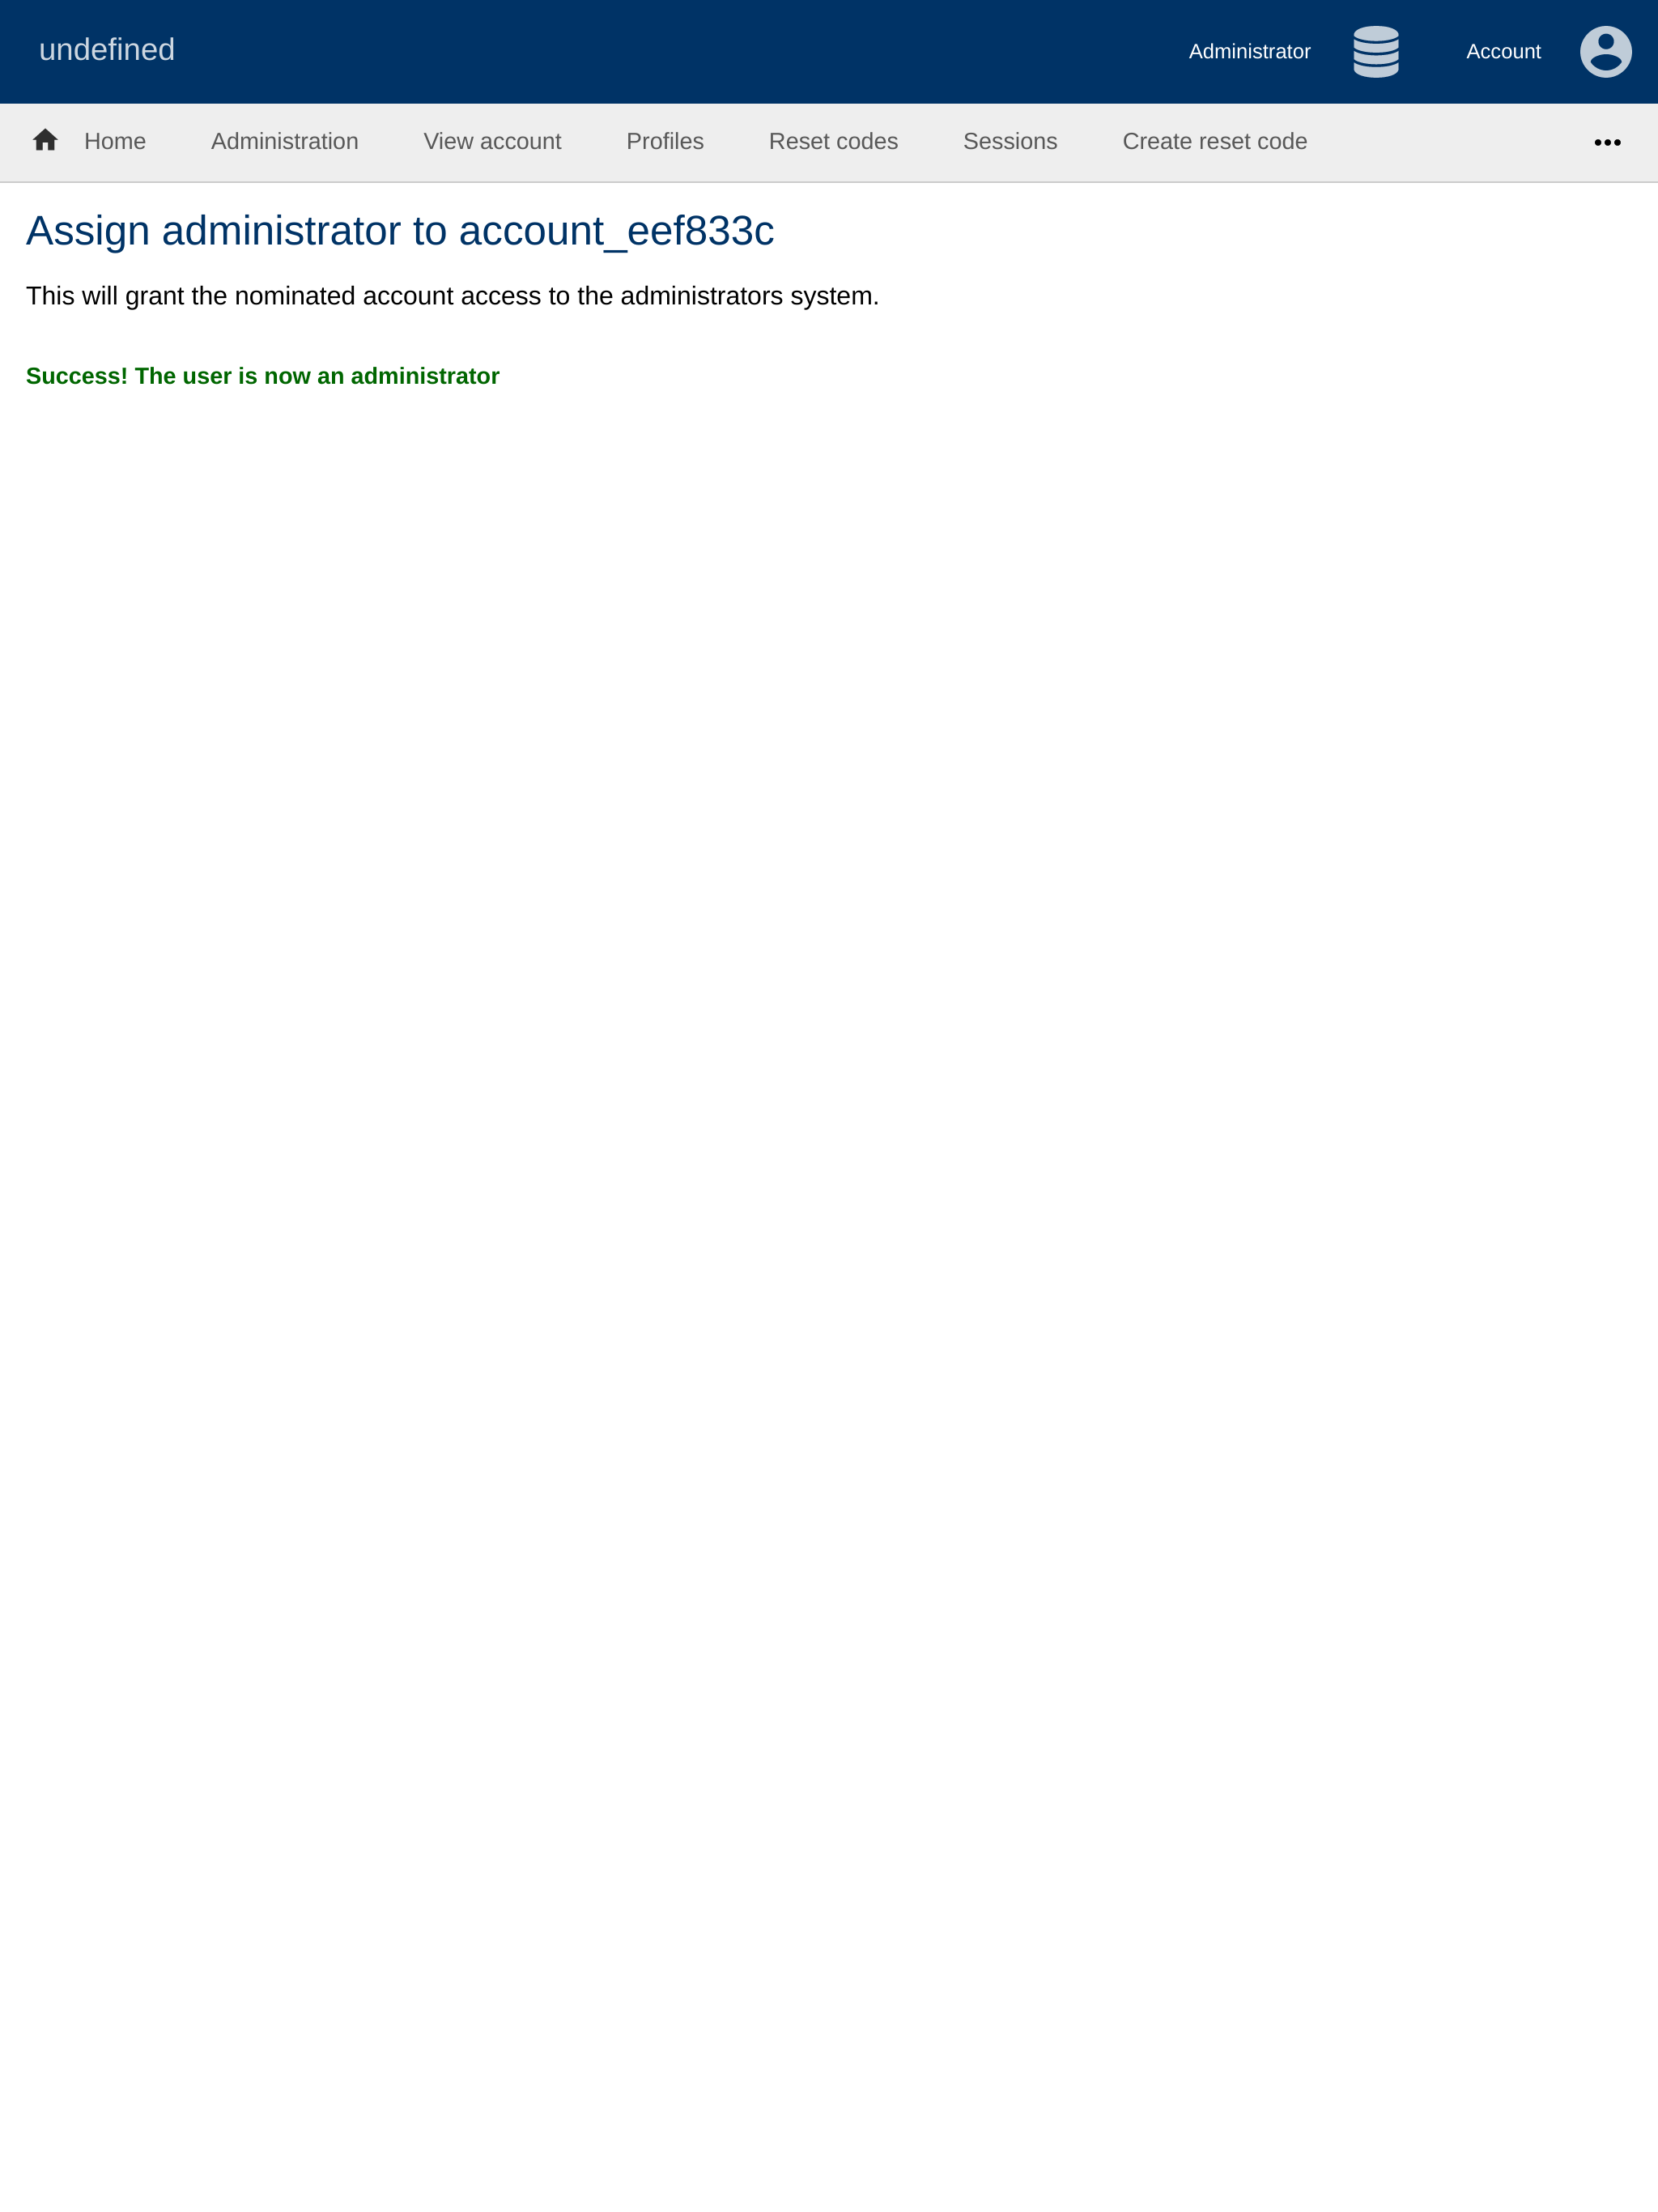 undefined
Administrator
Account
Home
Administration
View account
Profiles
Reset codes
Sessions
Create reset code
Assign administrator to account_eef833c
This will grant the nominated account access to the administrators system.
Success! The user is now an administrator